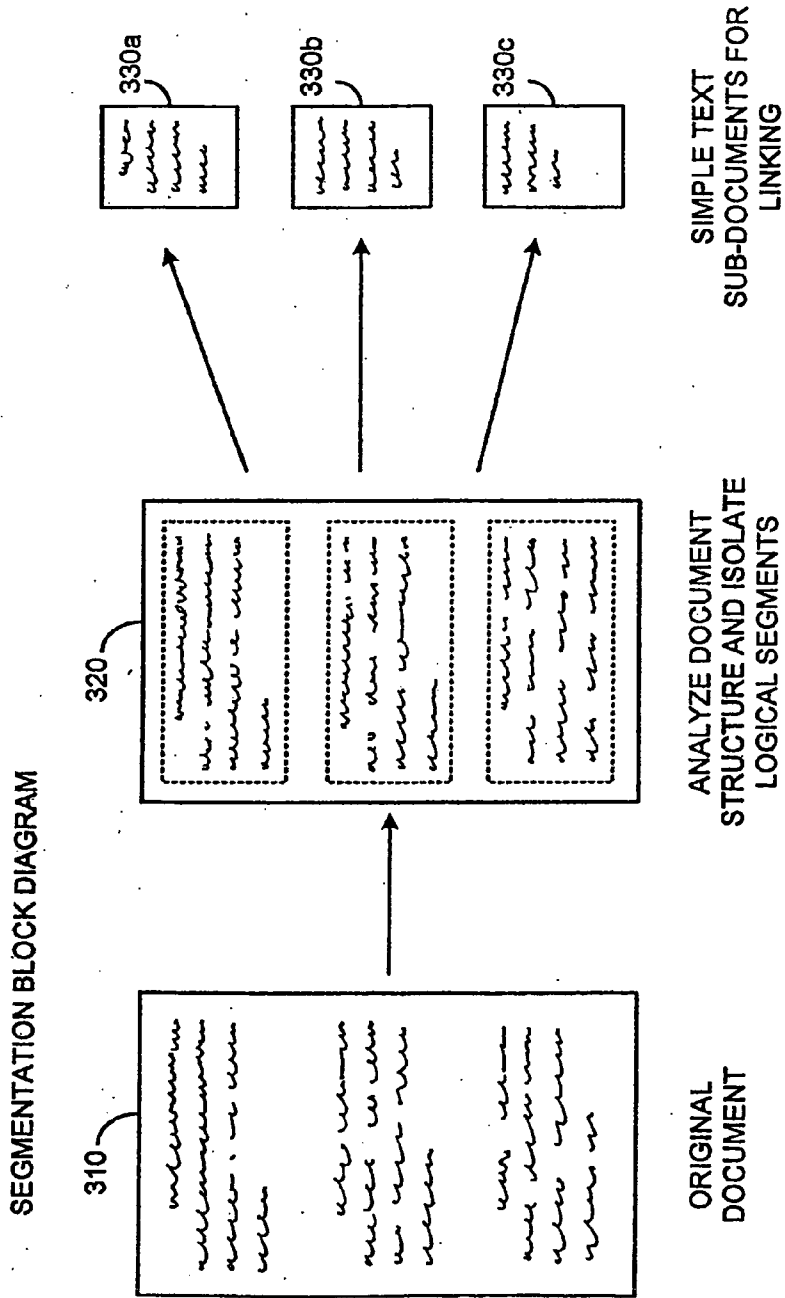 SEGMENTATION BLOCK DIAGRAM
310
320
330a
330b
330c
ORIGINAL
DOCUMENT
ANALYZE DOCUMENT
STRUCTURE AND ISOLATE
LOGICAL SEGMENTS
SIMPLE TEXT
SUB-DOCUMENTS FOR
LINKING